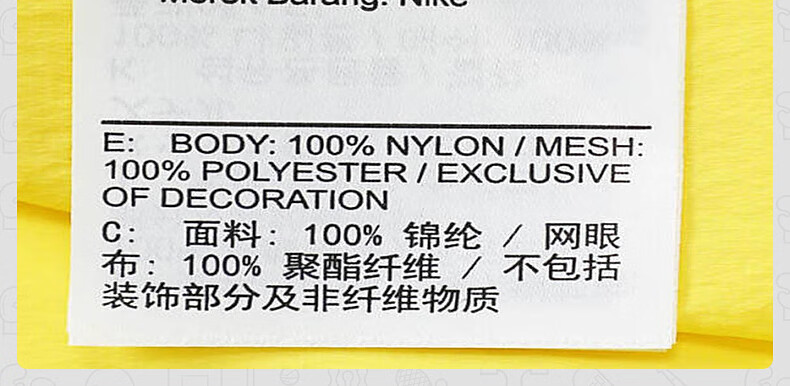 Merek Barang: Nike
E: BODY: 100% NYLON / MESH:
100% POLYESTER / EXCLUSIVE
OF DECORATION
C: 面料: 100% 锦纶 / 网眼
布: 100% 聚酯纤维 / 不包括
装饰部分及非纤维物质